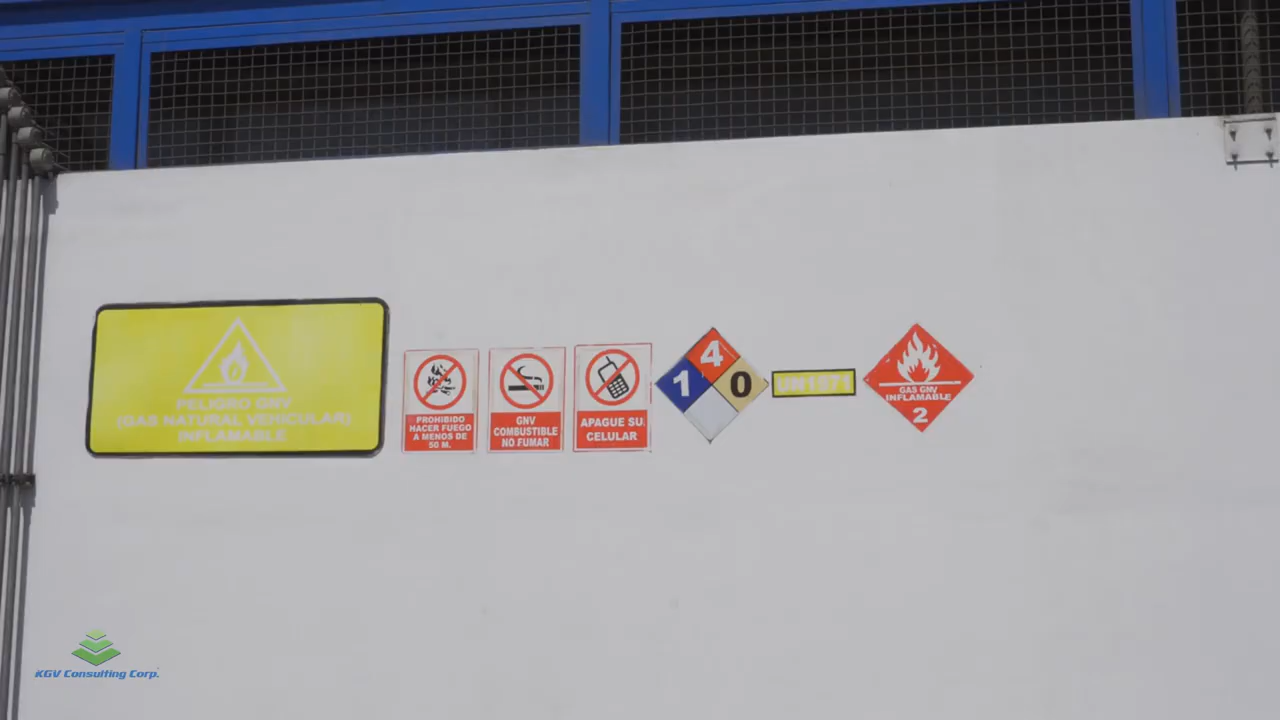 PELIGRO GNV
(GAS NATURAL VEHICULAR)
INFLAMABLE
PROHIBIDO
HACER FUEGO
A MENOS DE
50 M.
GNV
COMBUSTIBLE
NO FUMAR
APAGUE SU
CELULAR
4
1
0
UN1971
GAS GNV
INFLAMABLE
2
KGV Consulting Corp.